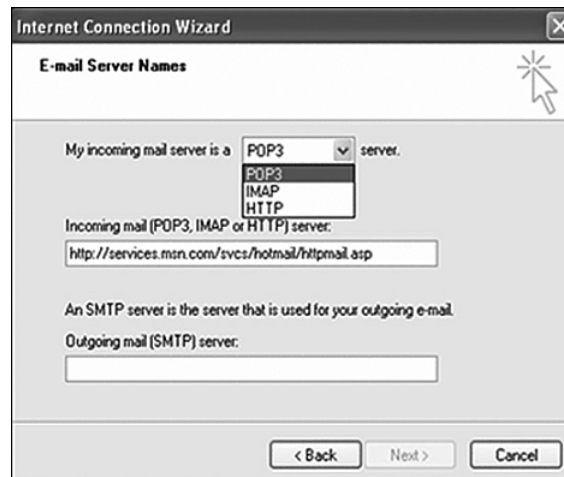 Internet Connection Wizard
E-mail Server Names
My incoming mail server is a POP3 server.
POP3
IMAP
HTTP
Incoming mail (POP3, IMAP or HTTP) server:
http://services.msn.com/svcs/hotmail/httpmail.asp
An SMTP server is the server that is used for your outgoing e-mail.
Outgoing mail (SMTP) server:
< Back Next > Cancel